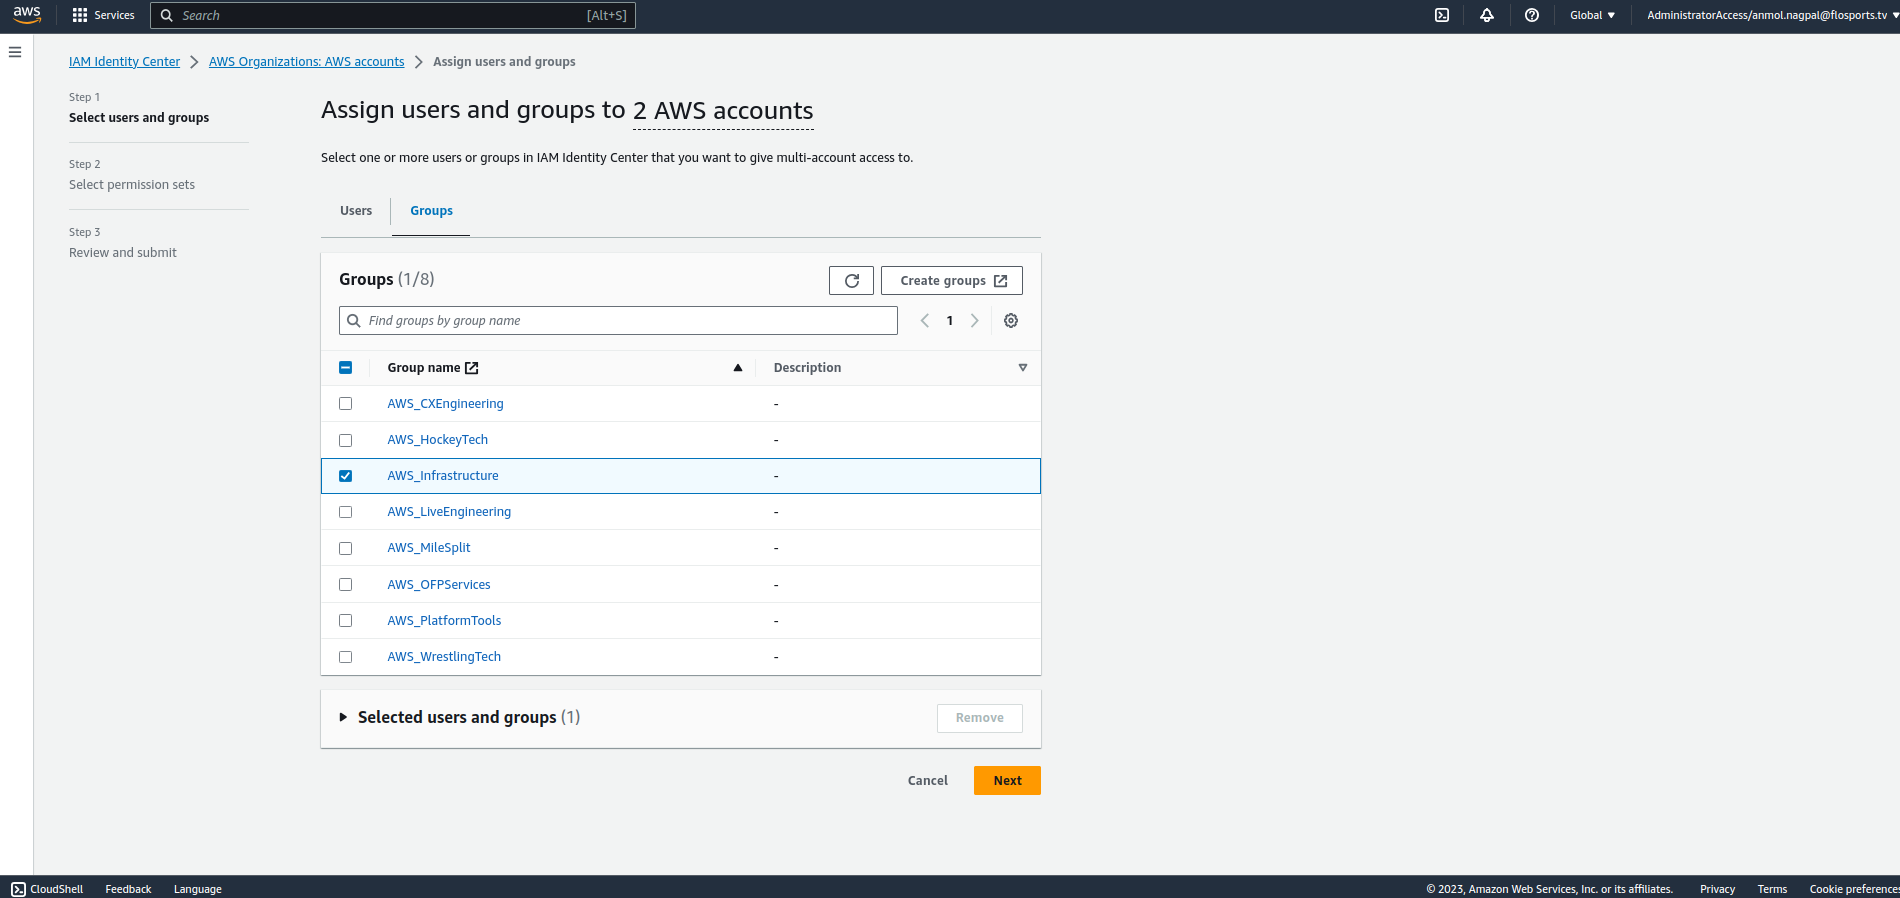 aws Services Search [Alt+S] Global AdministratorAccess/anmol.nagpal@flosports.tv
IAM Identity Center AWS Organizations: AWS accounts Assign users and groups
Step 1
Select users and groups
Step 2
Select permission sets
Step 3
Review and submit
Assign users and groups to 2 AWS accounts
Select one or more users or groups in IAM Identity Center that you want to give multi-account access to.
Users Groups
Groups (1/8) Create groups
Find groups by group name 1
Group name Description
AWS_CXEngineering -
AWS_HockeyTech -
AWS_Infrastructure -
AWS_LiveEngineering -
AWS_MileSplit -
AWS_OFPServices -
AWS_PlatformTools -
AWS_WrestlingTech -
Selected users and groups (1) Remove
Cancel Next
CloudShell Feedback Language © 2023, Amazon Web Services, Inc. or its affiliates. Privacy Terms Cookie preferences